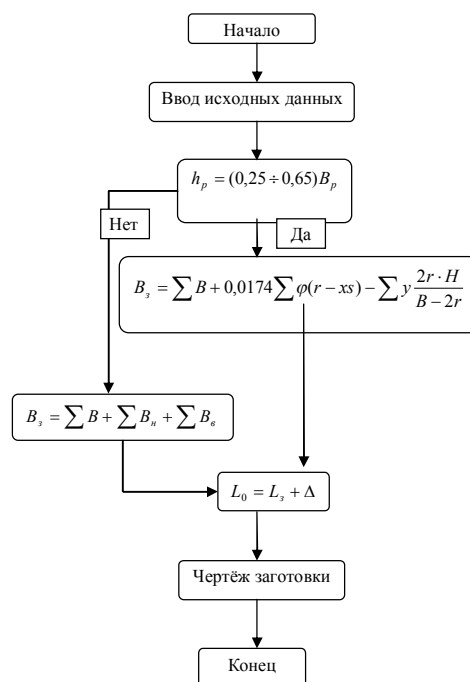 Начало
Ввод исходных данных
h_p = (0,25 ÷ 0,65)B_p
Нет
Да
B_з = ∑ B + 0,0174∑ φ(r − xs) − ∑ y (2r · H)/(B − 2r)
B_з = ∑ B + ∑ B_н + ∑ B_в
L_0 = L_з + Δ
Чертёж заготовки
Конец